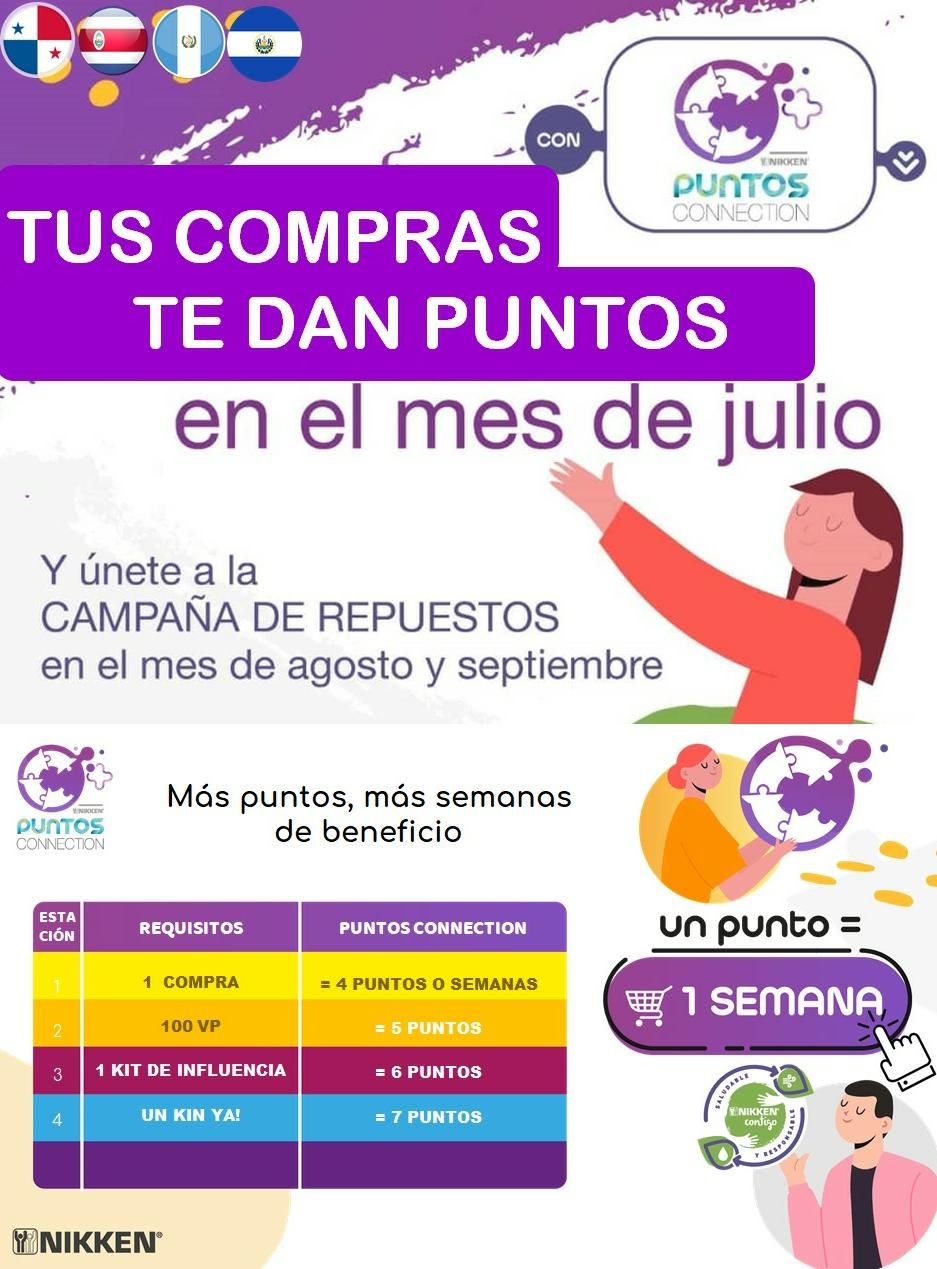 CON
NIKKEN
PUNTOS
CONNECTION
TUS COMPRAS
TE DAN PUNTOS
en el mes de julio
Y únete a la
CAMPAÑA DE REPUESTOS
en el mes de agosto y septiembre
NIKKEN
PUNTOS
CONNECTION
Más puntos, más semanas
de beneficio
ESTA
CIÓN
REQUISITOS
PUNTOS CONNECTION
1 1 COMPRA = 4 PUNTOS O SEMANAS
2 100 VP = 5 PUNTOS
3 1 KIT DE INFLUENCIA = 6 PUNTOS
4 UN KIN YA! = 7 PUNTOS
un punto =
1 SEMANA
SALUDABLE
NIKKEN
contigo
Y RESPONSABLE
NIKKEN®